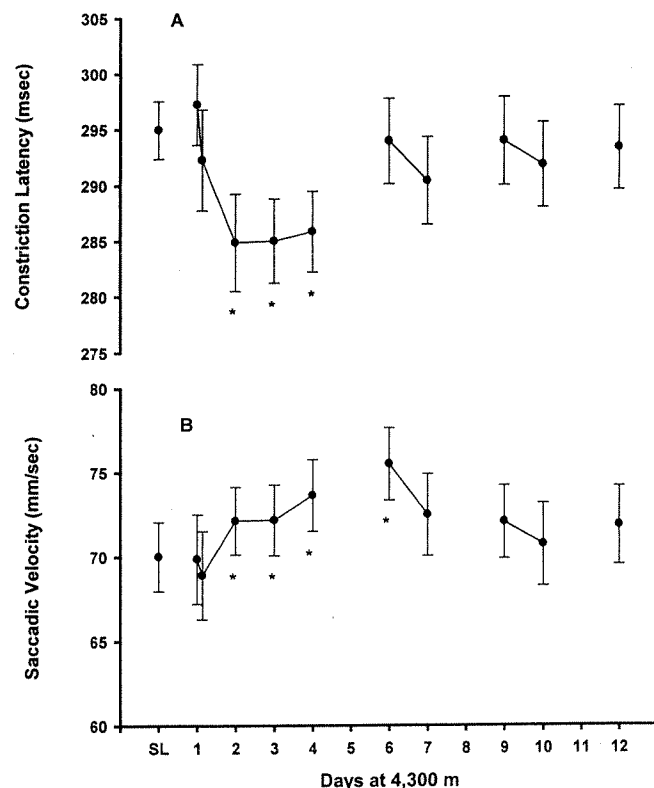 A
Constriction Latency (msec)
305
300
295
290
285
280
275
* * *
B
Saccadic Velocity (mm/sec)
80
75
70
65
60
* * * *
SL 1 2 3 4 5 6 7 8 9 10 11 12
Days at 4,300 m